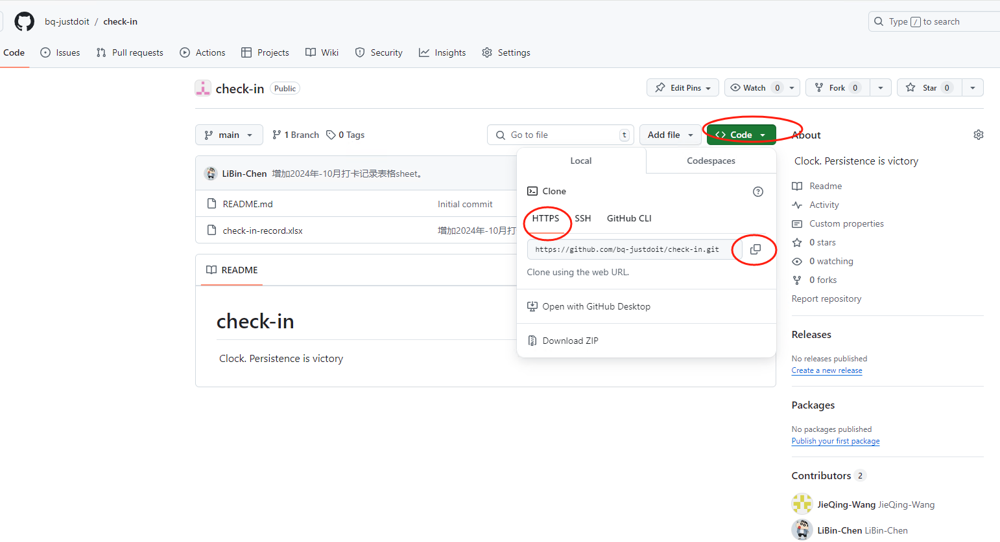 bq-justdoit / check-in
Type / to search
Code Issues Pull requests Actions Projects Wiki Security Insights Settings
check-in Public
Edit Pins Watch 0 Fork 0 Star 0
main 1 Branch 0 Tags
Go to file t Add file Code
LiBin-Chen 增加2024年-10月打卡记录表格sheet。
README.md Initial commit
check-in-record.xlsx 增加2024年-10月打
README
check-in
Clock. Persistence is victory
Local Codespaces
Clone
HTTPS SSH GitHub CLI
https://github.com/bq-justdoit/check-in.git
Clone using the web URL.
Open with GitHub Desktop
Download ZIP
About
Clock. Persistence is victory
Readme
Activity
Custom properties
0 stars
0 watching
0 forks
Report repository
Releases
No releases published
Create a new release
Packages
No packages published
Publish your first package
Contributors 2
JieQing-Wang JieQing-Wang
LiBin-Chen LiBin-Chen